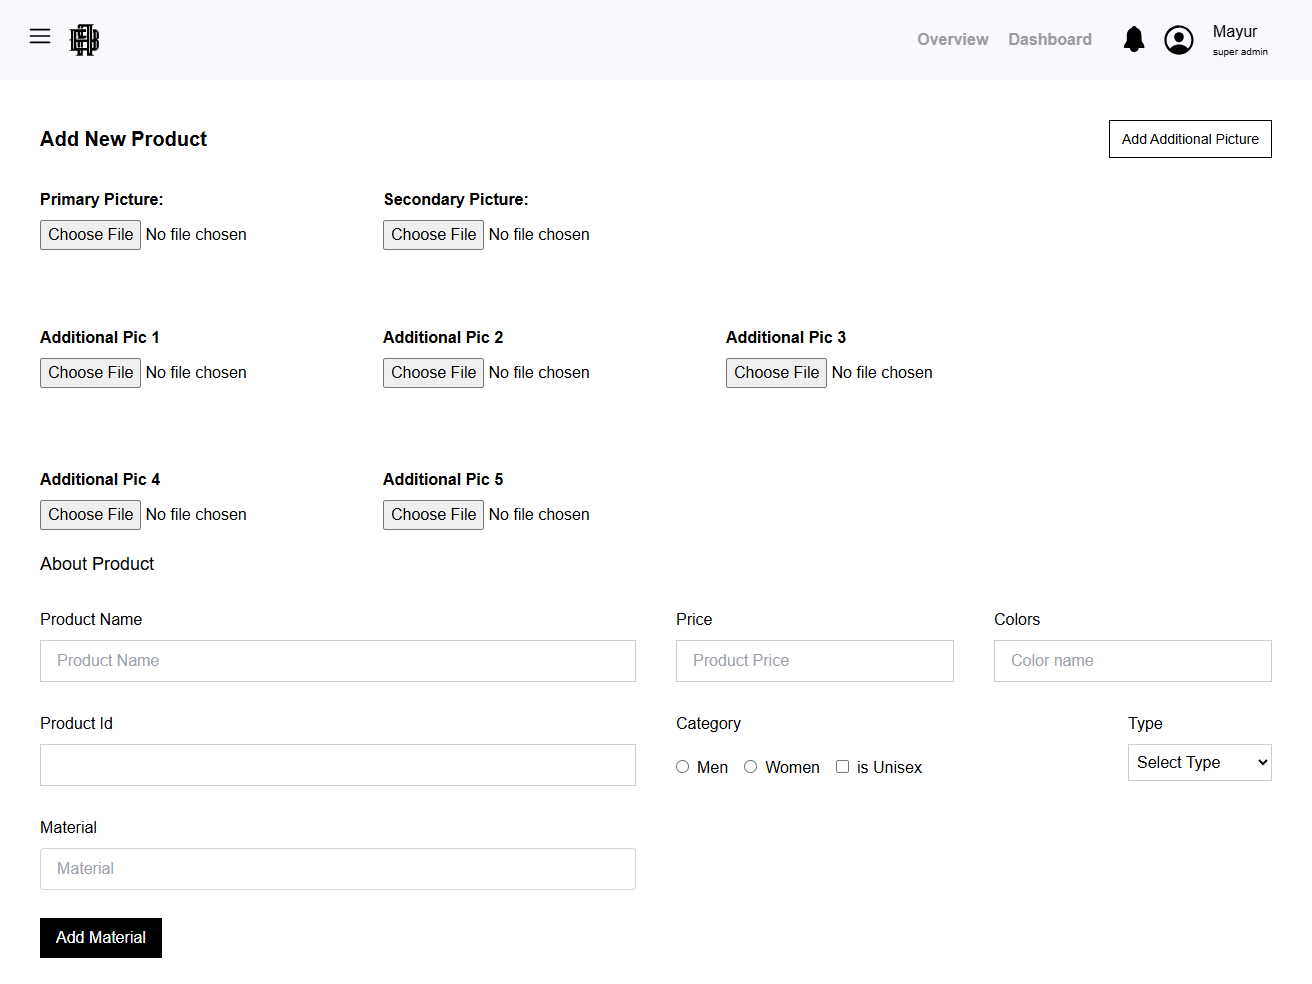 Overview Dashboard Mayur
super admin
Add New Product
Add Additional Picture
Primary Picture: Secondary Picture:
Choose File No file chosen Choose File No file chosen
Additional Pic 1 Additional Pic 2 Additional Pic 3
Choose File No file chosen Choose File No file chosen Choose File No file chosen
Additional Pic 4 Additional Pic 5
Choose File No file chosen Choose File No file chosen
About Product
Product Name Price Colors
Product Name Product Price Color name
Product Id Category Type
Men Women is Unisex Select Type
Material
Material
Add Material